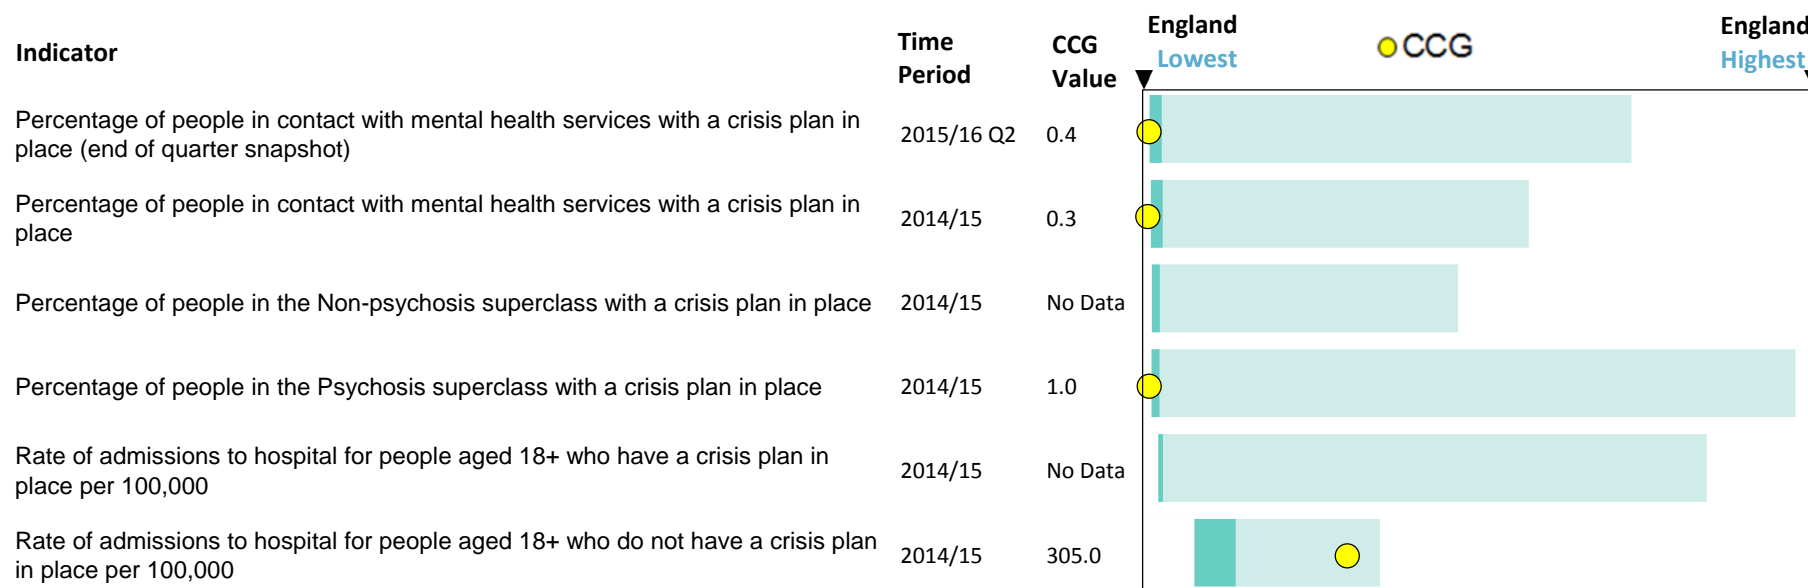 Indicator
Time
Period
CCG
Value
England
Lowest
CCG
England
Highest
Percentage of people in contact with mental health services with a crisis plan in
place (end of quarter snapshot)
2015/16 Q2
0.4
Percentage of people in contact with mental health services with a crisis plan in
place
2014/15
0.3
Percentage of people in the Non-psychosis superclass with a crisis plan in place
2014/15
No Data
Percentage of people in the Psychosis superclass with a crisis plan in place
2014/15
1.0
Rate of admissions to hospital for people aged 18+ who have a crisis plan in
place per 100,000
2014/15
No Data
Rate of admissions to hospital for people aged 18+ who do not have a crisis plan
in place per 100,000
2014/15
305.0